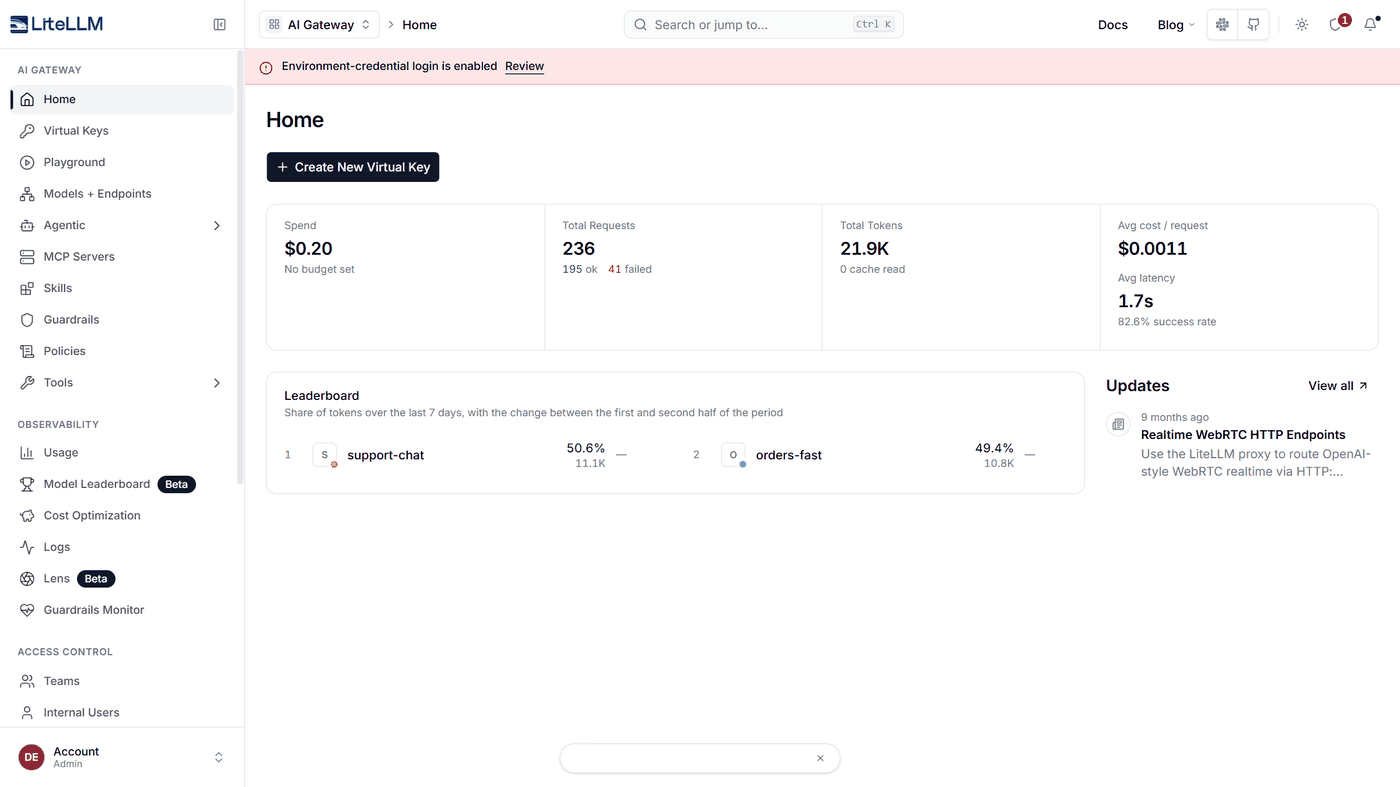 LiteLLM
AI Gateway
Home
Search or jump to...
Ctrl K
Docs
Blog
1
AI GATEWAY
Home
Virtual Keys
Playground
Models + Endpoints
Agentic
MCP Servers
Skills
Guardrails
Policies
Tools
OBSERVABILITY
Usage
Model Leaderboard Beta
Cost Optimization
Logs
Lens Beta
Guardrails Monitor
ACCESS CONTROL
Teams
Internal Users
DE
Account
Admin
Environment-credential login is enabled Review
Home
+ Create New Virtual Key
Spend
$0.20
No budget set
Total Requests
236
195 ok 41 failed
Total Tokens
21.9K
0 cache read
Avg cost / request
$0.0011
Avg latency
1.7s
82.6% success rate
Leaderboard
Share of tokens over the last 7 days, with the change between the first and second half of the period
1 S support-chat 50.6% —
11.1K
2 O orders-fast 49.4% —
10.8K
Updates
View all
9 months ago
Realtime WebRTC HTTP Endpoints
Use the LiteLLM proxy to route OpenAI-
style WebRTC realtime via HTTP:...